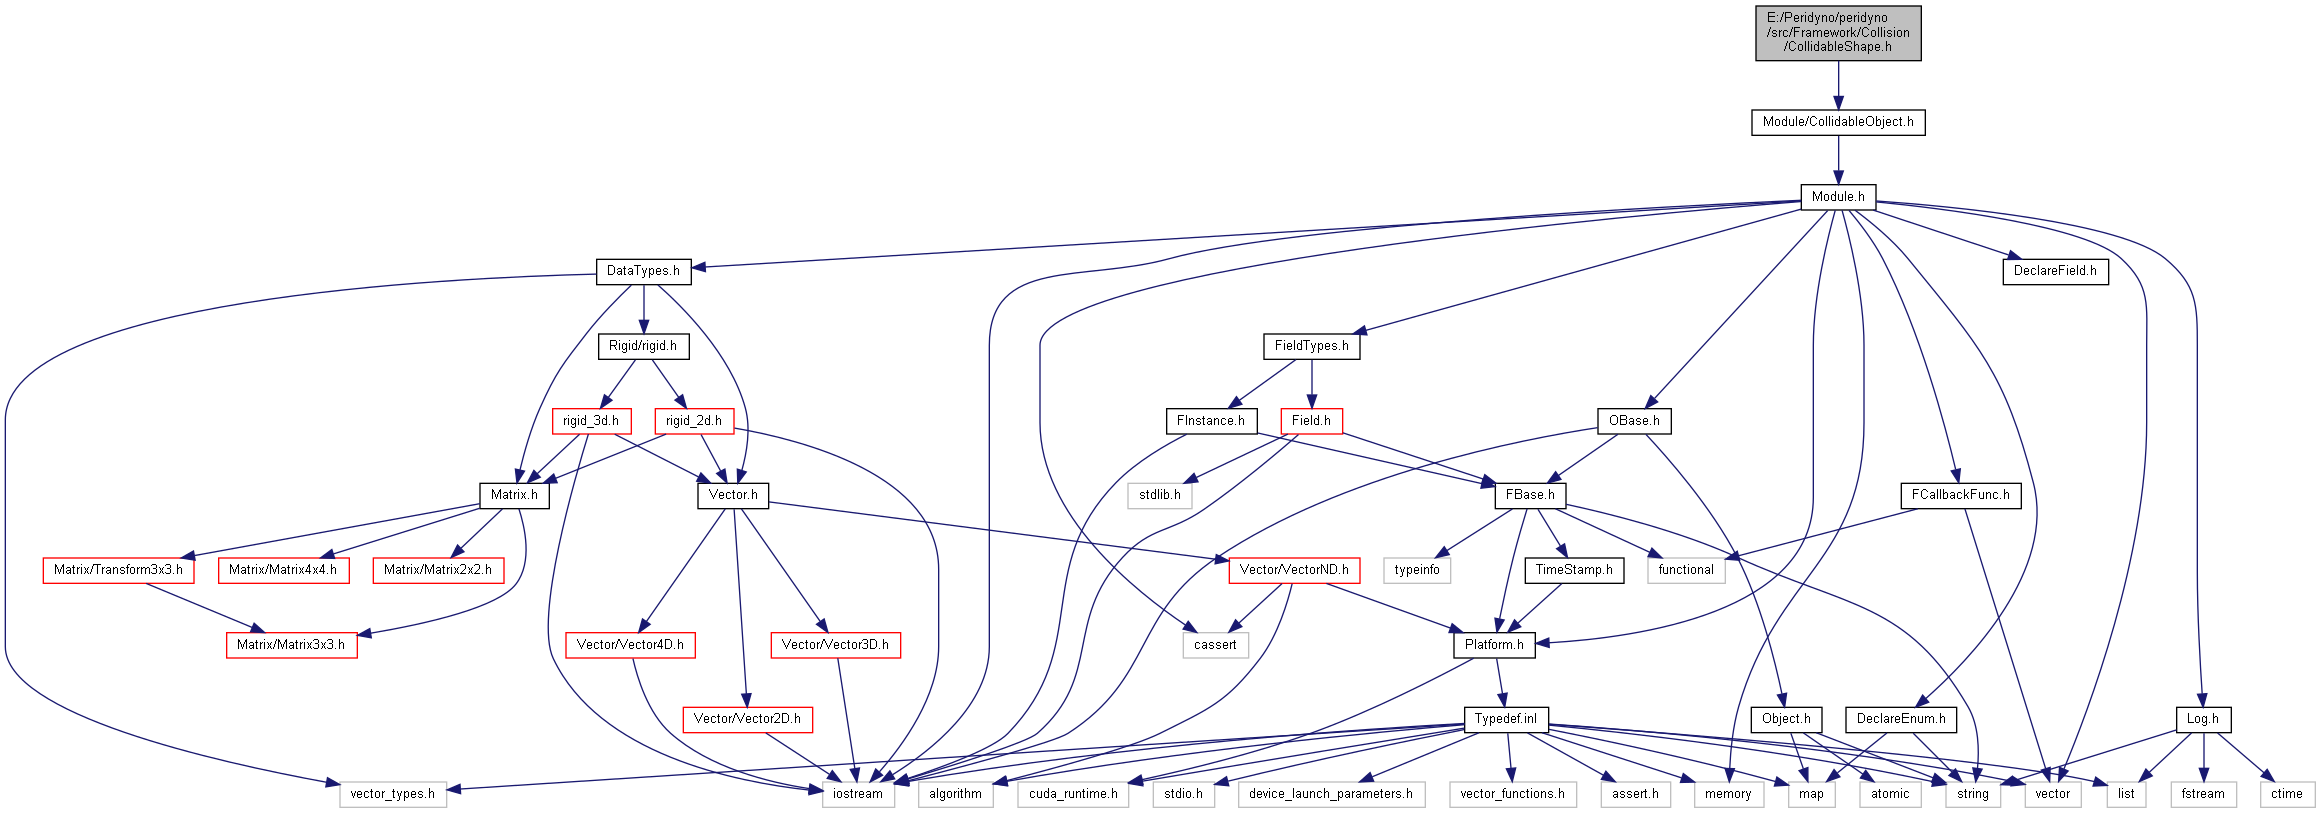 E:/Peridyno/peridyno
/src/Framework/Collision
/CollidableShape.h
Module/CollidableObject.h
Module.h
DataTypes.h
DeclareField.h
Rigid/rigid.h
FieldTypes.h
rigid_3d.h
rigid_2d.h
FInstance.h
Field.h
OBase.h
Matrix.h
Vector.h
stdlib.h
FBase.h
FCallbackFunc.h
Matrix/Transform3x3.h
Matrix/Matrix4x4.h
Matrix/Matrix2x2.h
Vector/VectorND.h
typeinfo
TimeStamp.h
functional
Matrix/Matrix3x3.h
Vector/Vector4D.h
Vector/Vector3D.h
cassert
Platform.h
Vector/Vector2D.h
Typedef.inl
Object.h
DeclareEnum.h
Log.h
vector_types.h
iostream
algorithm
cuda_runtime.h
stdio.h
device_launch_parameters.h
vector_functions.h
assert.h
memory
map
atomic
string
vector
list
fstream
ctime